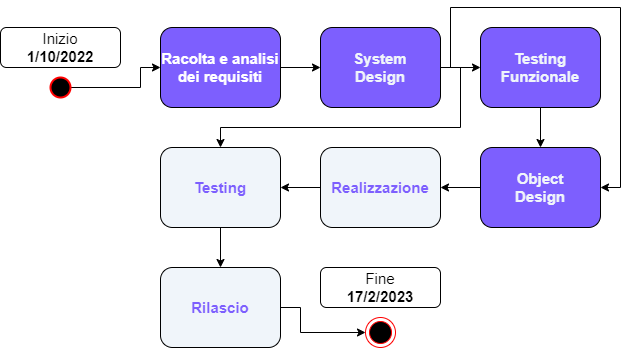 Inizio
1/10/2022
Racolta e analisi
dei requisiti
System
Design
Testing
Funzionale
Testing
Realizzazione
Object
Design
Rilascio
Fine
17/2/2023